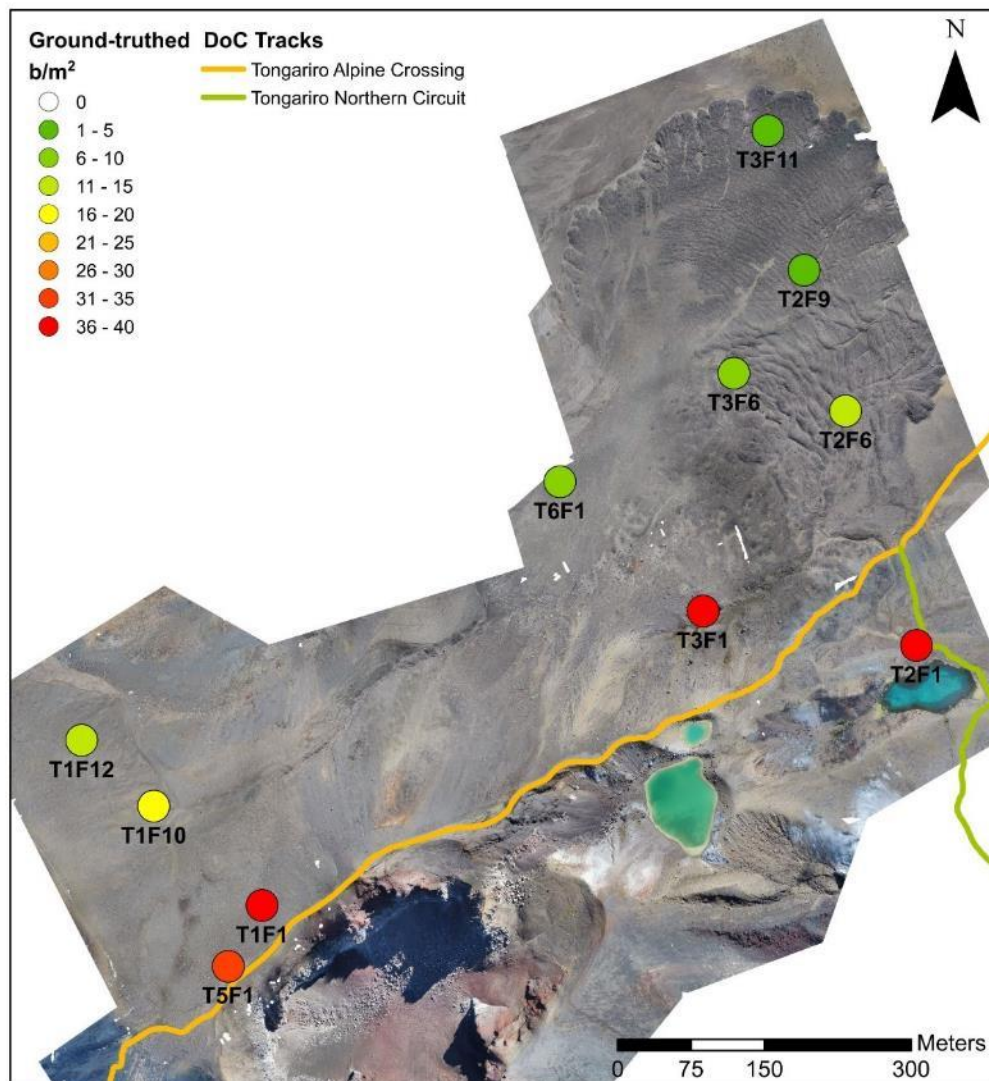 Ground-truthed DoC Tracks
b/m²
Tongariro Alpine Crossing
Tongariro Northern Circuit
0
1 - 5
6 - 10
11 - 15
16 - 20
21 - 25
26 - 30
31 - 35
36 - 40
N
T3F11
T2F9
T3F6
T2F6
T6F1
T3F1
T2F1
T1F12
T1F10
T1F1
T5F1
Meters
0 75 150 300